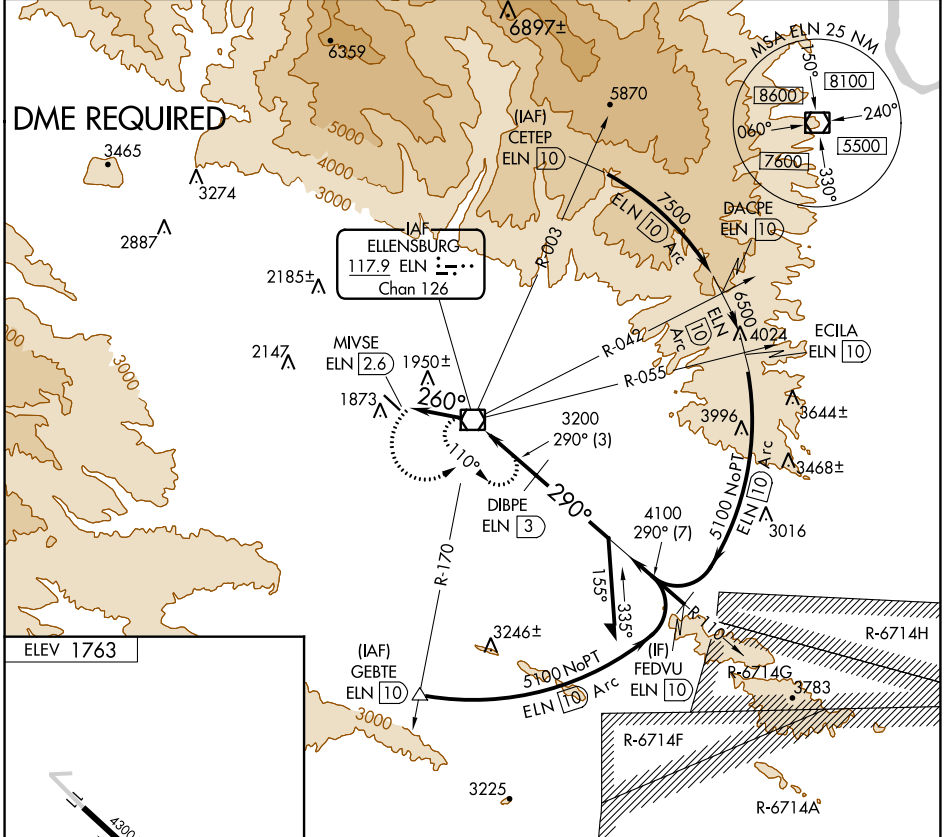 6897±
6359
MSA ELN 25 NM
150°
8100
8600
240°
060°
5500
7600
330°
DME REQUIRED
5870
(IAF)
CETEP
ELN 10
5000
4000
3000
3465
3274
7500
ELN 10 Arc
DACPE
ELN 10
2887
IAF
ELLENSBURG
117.9 ELN
Chan 126
R-003
2185±
6500
ELN 10 Arc
4024
ECILA
ELN 10
R-042
R-055
MIVSE
ELN 2.6
2147
1950±
1873
260°
3000
3200
290° (3)
3996
3644±
3468±
110°
DIBPE
ELN 3
290°
4100
290° (7)
5100 NoPT
ELN 10 Arc
3016
R-170
155°
335°
R-110
R-6714H
ELEV 1763
3246±
(IAF)
GEBTE
ELN 10
5100 NoPT
ELN 10 Arc
(IF)
FEDVU
ELN 10
R-6714G
3783
3000
R-6714F
3225
R-6714A
4300